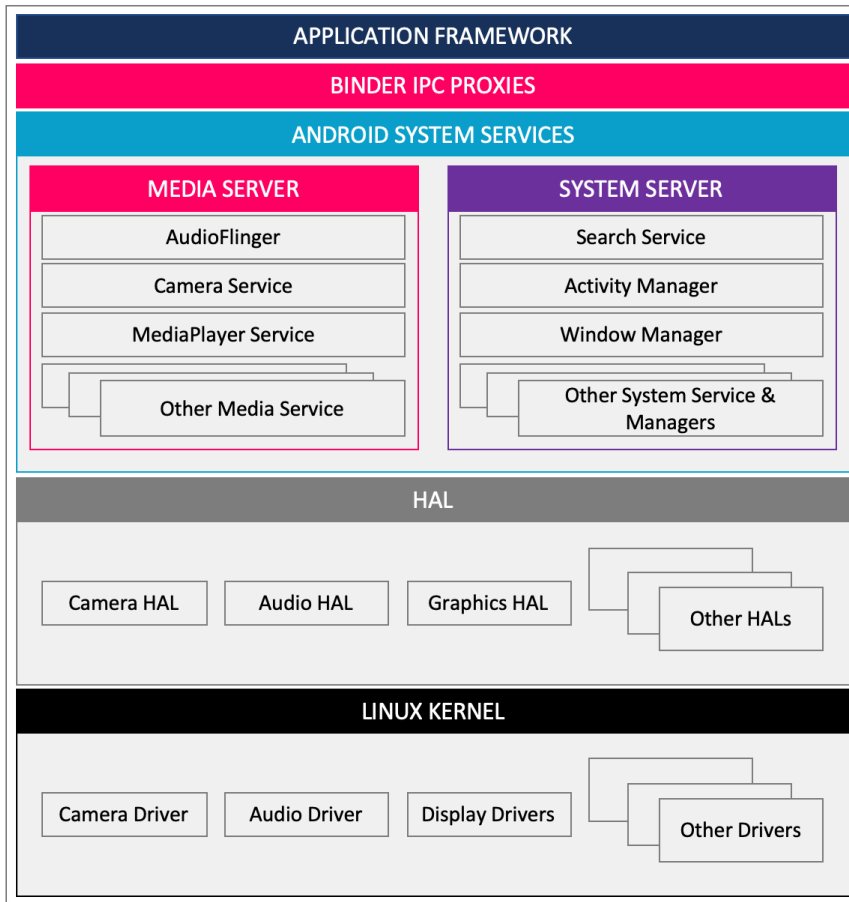 APPLICATION FRAMEWORK
BINDER IPC PROXIES
ANDROID SYSTEM SERVICES
MEDIA SERVER
AudioFlinger
Camera Service
MediaPlayer Service
Other Media Service
SYSTEM SERVER
Search Service
Activity Manager
Window Manager
Other System Service &
Managers
HAL
Camera HAL
Audio HAL
Graphics HAL
Other HALs
LINUX KERNEL
Camera Driver
Audio Driver
Display Drivers
Other Drivers